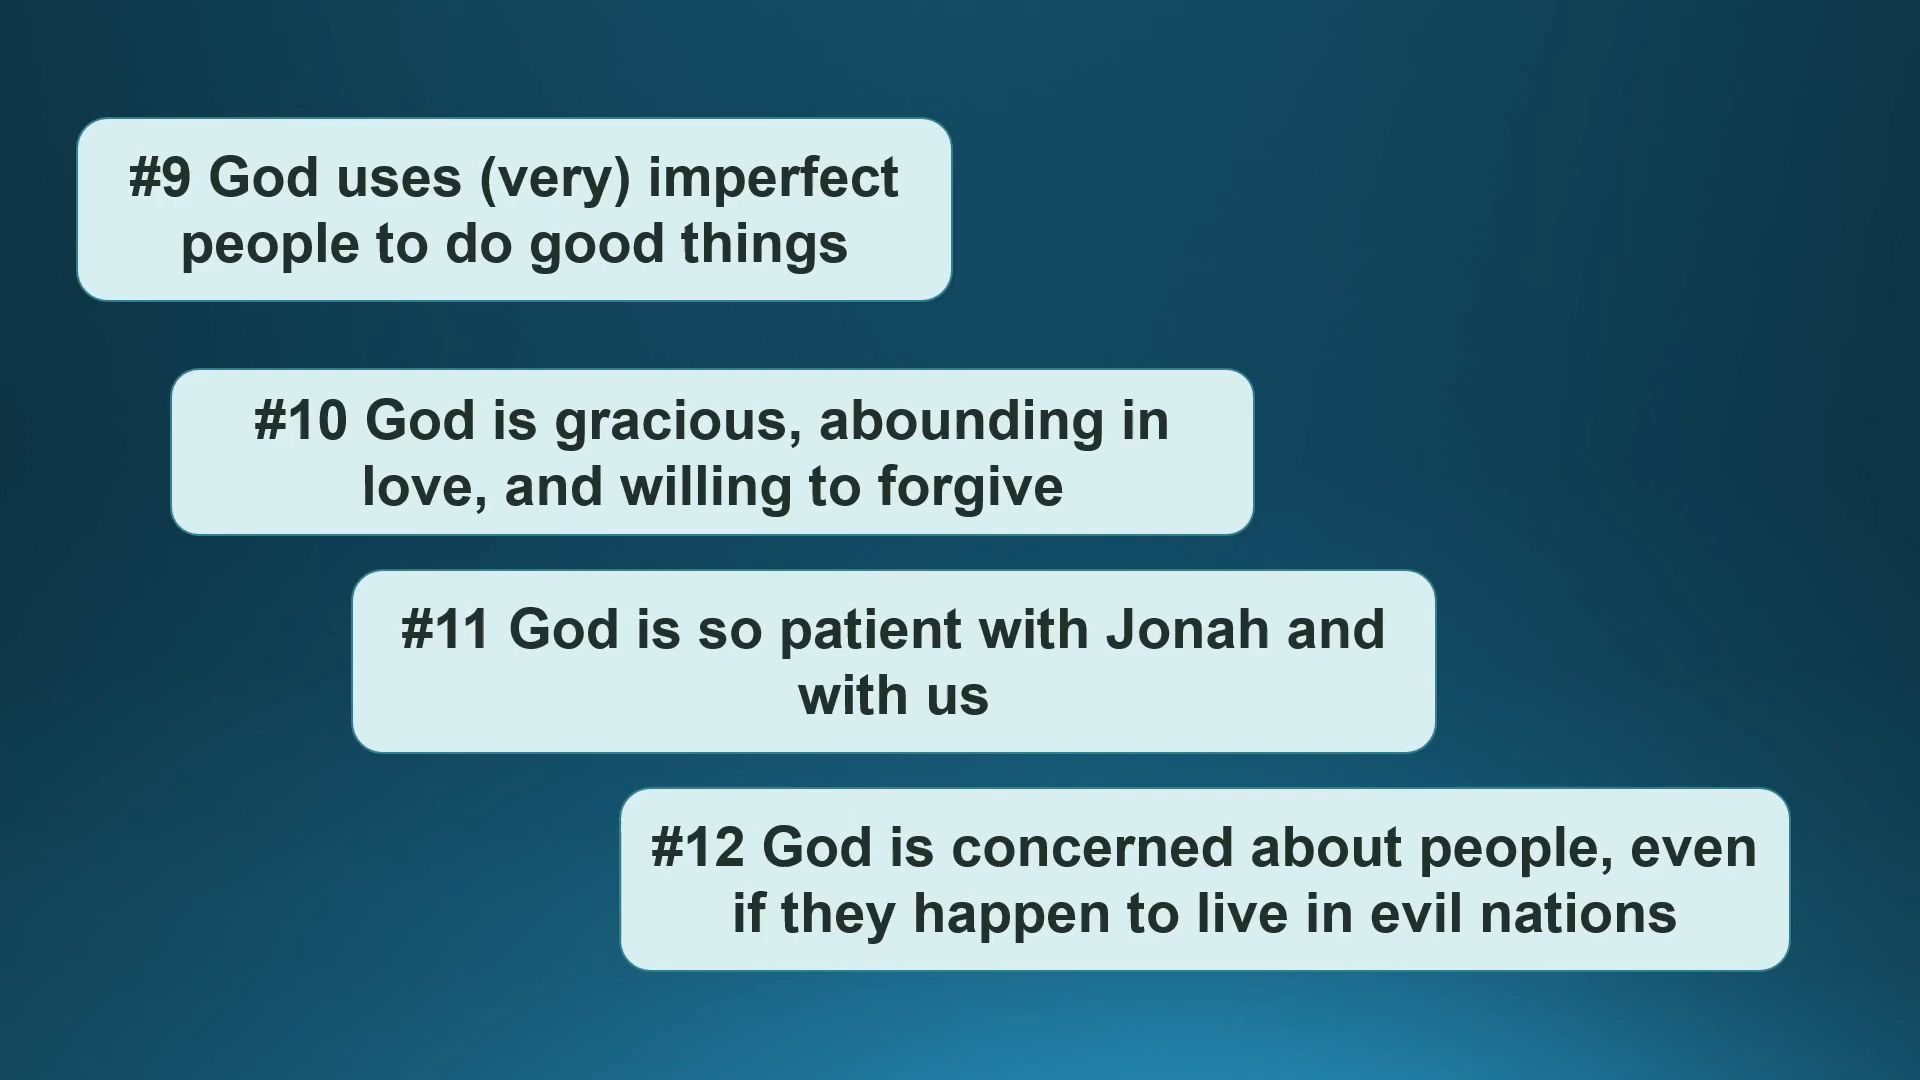 #9 God uses (very) imperfect
people to do good things
#10 God is gracious, abounding in
love, and willing to forgive
#11 God is so patient with Jonah and
with us
#12 God is concerned about people, even
if they happen to live in evil nations